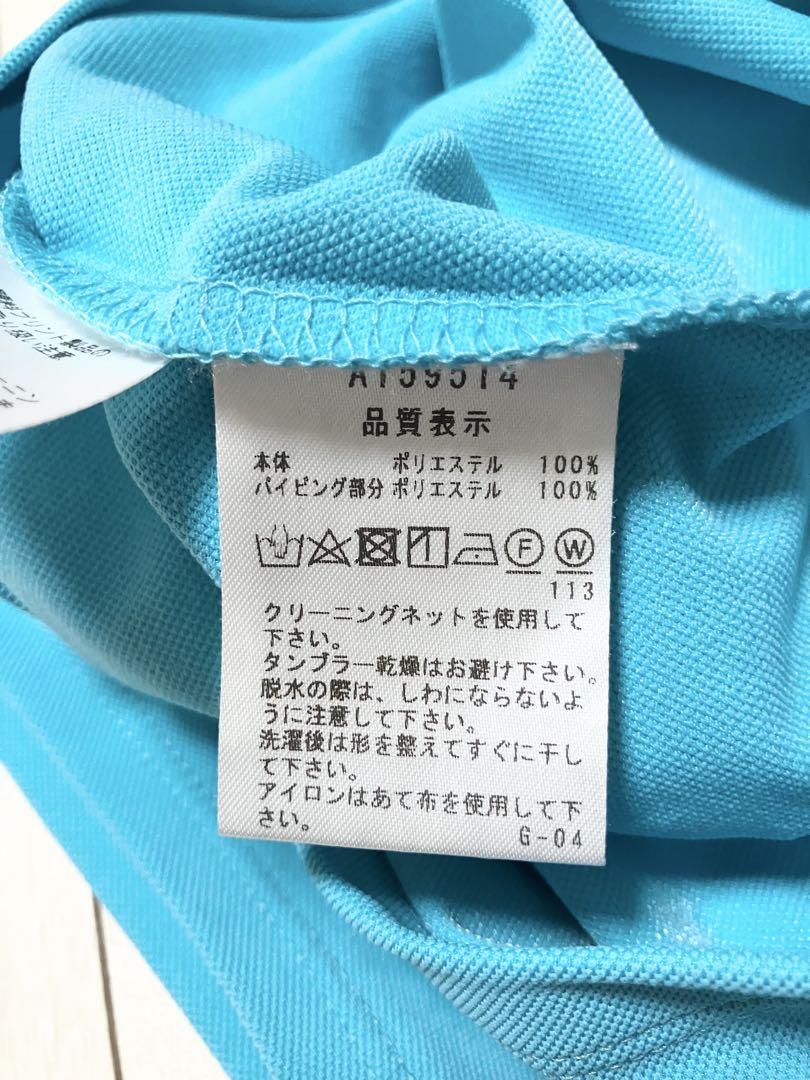 A159514
品質表示
本体 ポリエステル 100%
パイピング部分 ポリエステル 100%
F W
113
クリーニングネットを使用して
下さい。
タンブラー乾燥はお避け下さい。
脱水の際は、しわにならないよ
うに注意して下さい。
洗濯後は形を整えてすぐに干し
て下さい。
アイロンはあて布を使用して下
さい。
G-04